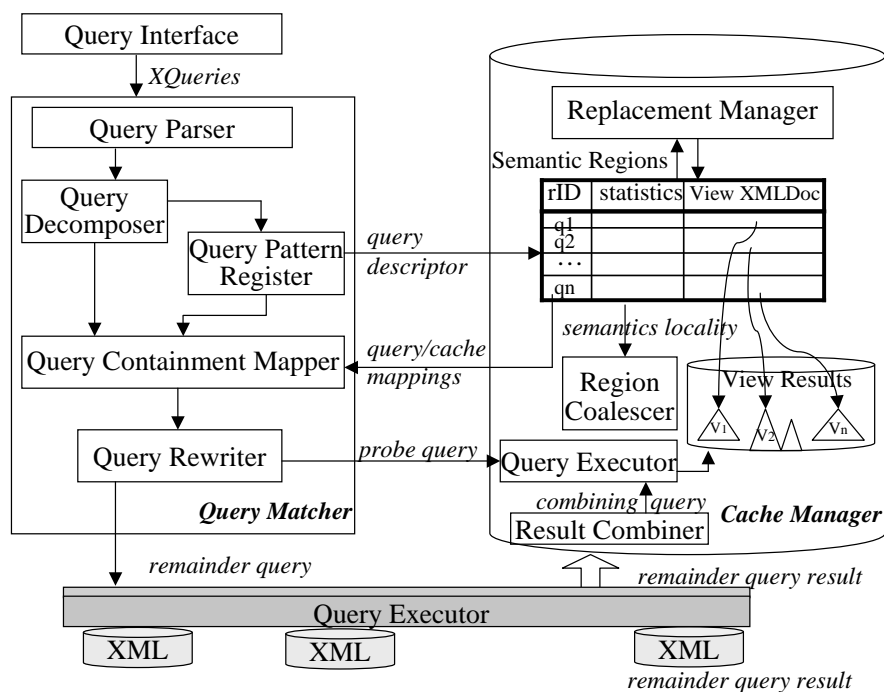 Query Interface
XQueries
Query Parser
Query
Decomposer
Query Pattern
Register
query
descriptor
Query Containment Mapper
query/cache
mappings
Query Rewriter
probe query
Query Matcher
remainder query
Replacement Manager
Semantic Regions
rID statistics View XMLDoc
q1
q2
...
qn
semantics locality
Region
Coalescer
View Results
V1
V2
Vn
Query Executor
combining query
Result Combiner
Cache Manager
remainder query result
Query Executor
XML
XML
XML
remainder query result